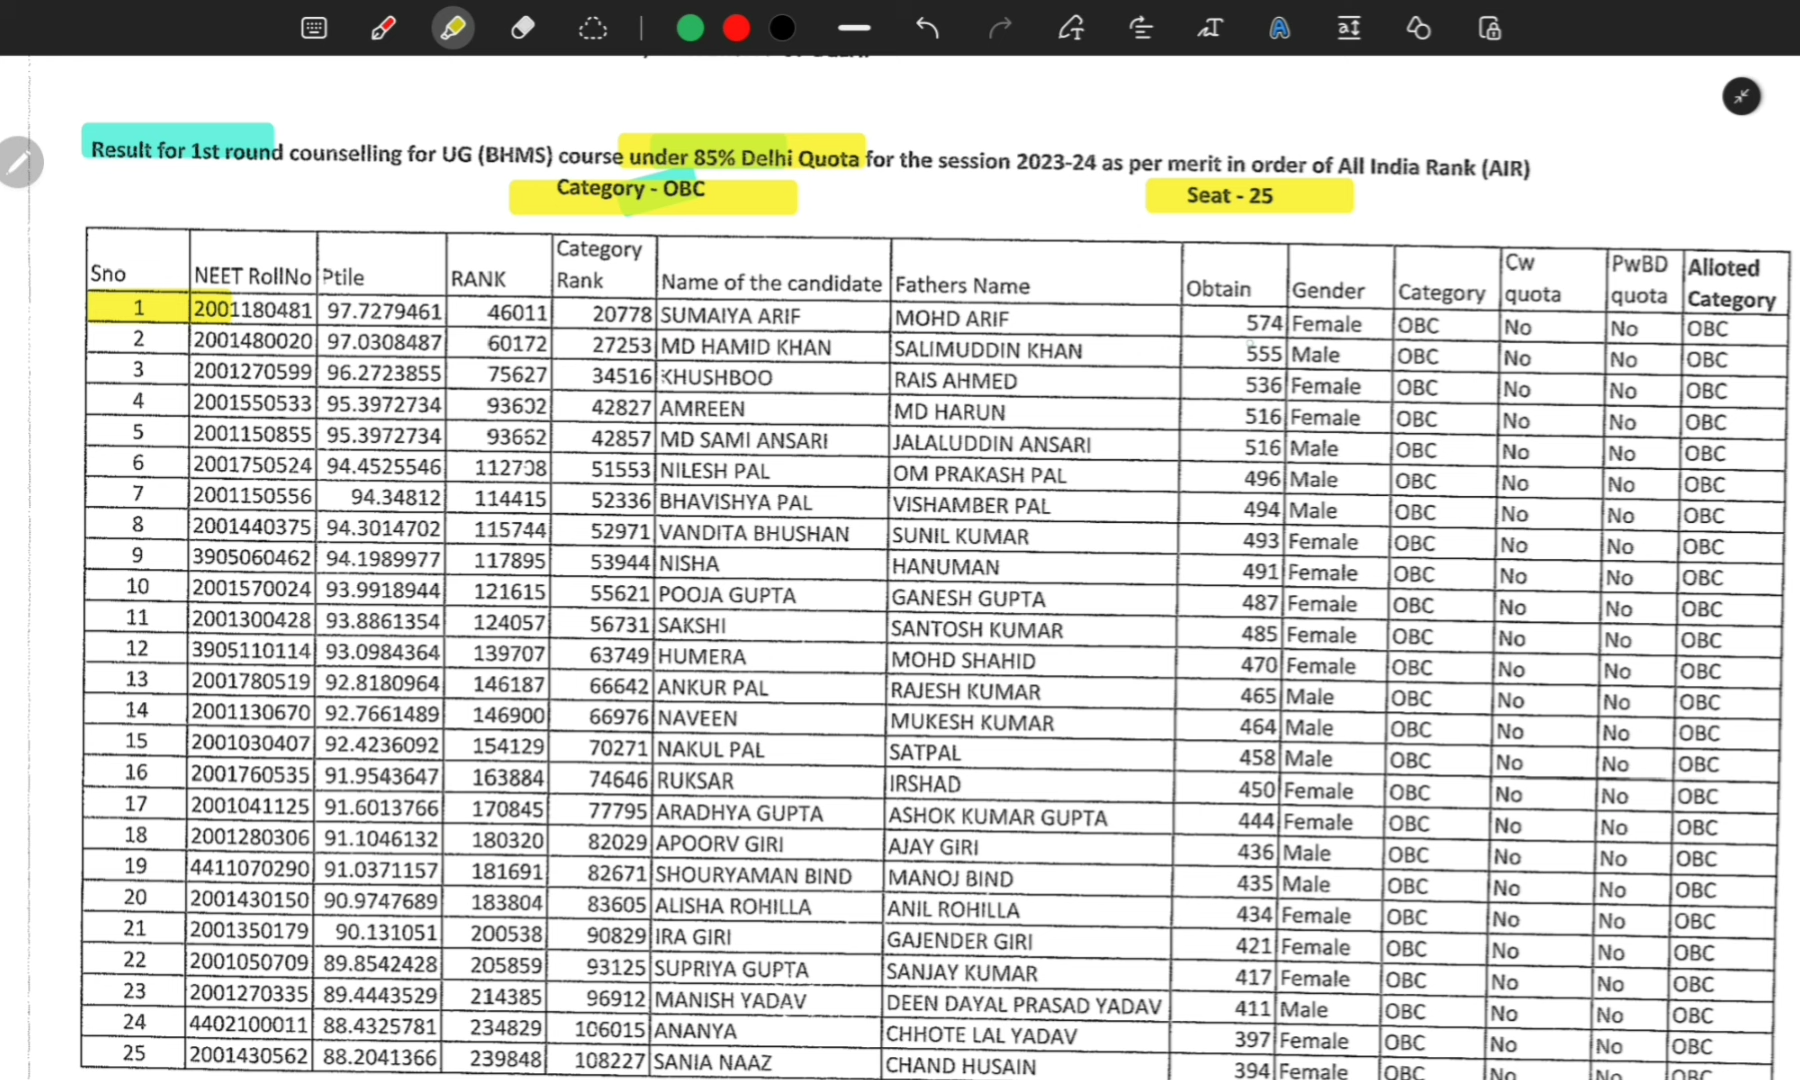 Result for 1st round counselling for UG (BHMS) course under 85% Delhi Quota for the session 2023-24 as per merit in order of All India Rank (AIR)
Category - OBC Seat - 25
Sno NEET RollNo Ptile RANK Category Rank Name of the candidate Fathers Name Obtain Gender Category Cw quota PwBD quota Alloted Category
1 2001180481 97.7279461 46011 20778 SUMAIYA ARIF MOHD ARIF 574 Female OBC No No OBC
2 2001480020 97.0308487 60172 27253 MD HAMID KHAN SALIMUDDIN KHAN 555 Male OBC No No OBC
3 2001270599 96.2723855 75627 34516 KHUSHBOO RAIS AHMED 536 Female OBC No No OBC
4 2001550533 95.3972734 93602 42827 AMREEN MD HARUN 516 Female OBC No No OBC
5 2001150855 95.3972734 93662 42857 MD SAMI ANSARI JALALUDDIN ANSARI 516 Male OBC No No OBC
6 2001750524 94.4525546 112708 51553 NILESH PAL OM PRAKASH PAL 496 Male OBC No No OBC
7 2001150556 94.34812 114415 52336 BHAVISHYA PAL VISHAMBER PAL 494 Male OBC No No OBC
8 2001440375 94.3014702 115744 52971 VANDITA BHUSHAN SUNIL KUMAR 493 Female OBC No No OBC
9 3905060462 94.1989977 117895 53944 NISHA HANUMAN 491 Female OBC No No OBC
10 2001570024 93.9918944 121615 55621 POOJA GUPTA GANESH GUPTA 487 Female OBC No No OBC
11 2001300428 93.8861354 124057 56731 SAKSHI SANTOSH KUMAR 485 Female OBC No No OBC
12 3905110114 93.0984364 139707 63749 HUMERA MOHD SHAHID 470 Female OBC No No OBC
13 2001780519 92.8180964 146187 66642 ANKUR PAL RAJESH KUMAR 465 Male OBC No No OBC
14 2001130670 92.7661489 146900 66976 NAVEEN MUKESH KUMAR 464 Male OBC No No OBC
15 2001030407 92.4236092 154129 70271 NAKUL PAL SATPAL 458 Male OBC No No OBC
16 2001760535 91.9543647 163884 74646 RUKSAR IRSHAD 450 Female OBC No No OBC
17 2001041125 91.6013766 170845 77795 ARADHYA GUPTA ASHOK KUMAR GUPTA 444 Female OBC No No OBC
18 2001280306 91.1046132 180320 82029 APOORV GIRI AJAY GIRI 436 Male OBC No No OBC
19 4411070290 91.0371157 181691 82671 SHOURYAMAN BIND MANOJ BIND 435 Male OBC No No OBC
20 2001430150 90.9747689 183804 83605 ALISHA ROHILLA ANIL ROHILLA 434 Female OBC No No OBC
21 2001350179 90.131051 200538 90829 IRA GIRI GAJENDER GIRI 421 Female OBC No No OBC
22 2001050709 89.8542428 205859 93125 SUPRIYA GUPTA SANJAY KUMAR 417 Female OBC No No OBC
23 2001270335 89.4443529 214385 96912 MANISH YADAV DEEN DAYAL PRASAD YADAV 411 Male OBC No No OBC
24 4402100011 88.4325781 234829 106015 ANANYA CHHOTE LAL YADAV 397 Female OBC No No OBC
25 2001430562 88.2041366 239848 108227 SANIA NAAZ CHAND HUSAIN 394 Female OBC No No OBC